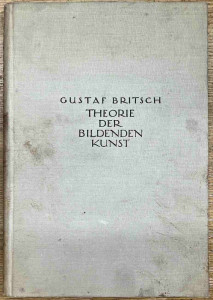 GUSTAF BRITSCH
THEORIE
DER
BILDENDEN
KUNST